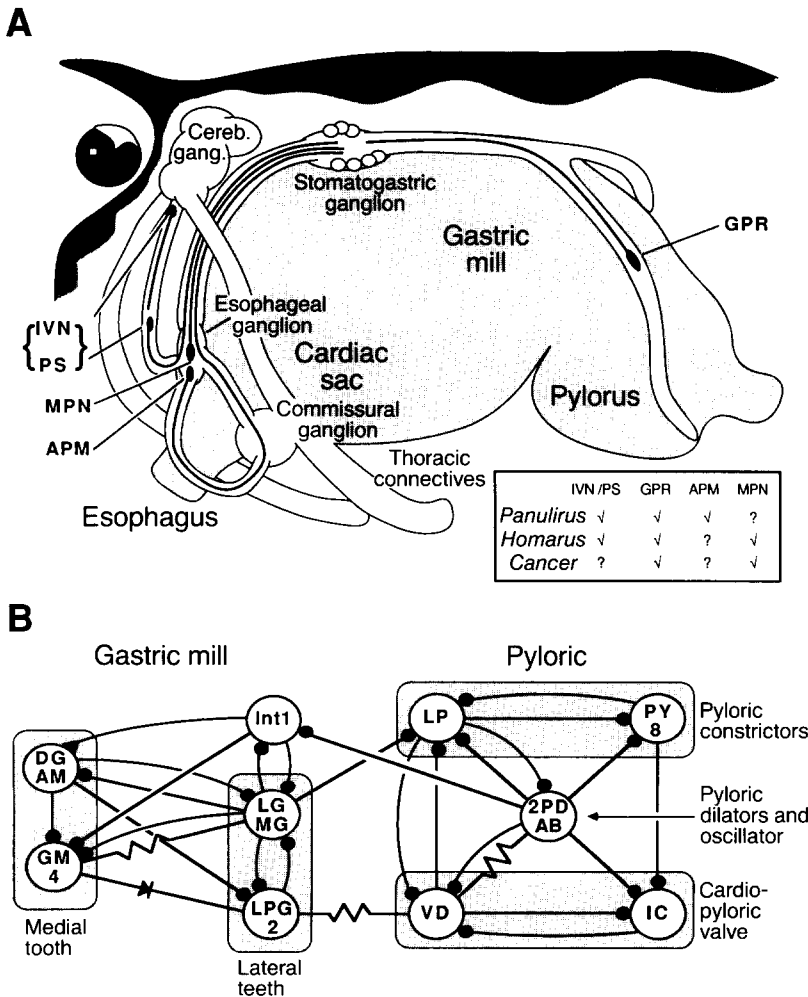 A
Cereb.
gang.
Stomatogastric
ganglion
GPR
Gastric
mill
Esophageal
ganglion
IVN
PS
Cardiac
sac
MPN
Commissural
ganglion
Pylorus
APM
Thoracic
connectives
Esophagus
IVN/PS GPR APM MPN
Panulirus √ √ √ ?
Homarus √ √ ? √
Cancer ? √ ? √
B
Gastric mill Pyloric
Int1
LP
PY
8
Pyloric
constrictors
DG
AM
LG
MG
2PD
AB
Pyloric
dilators and
oscillator
GM
4
LPG
2
VD
IC
Cardio-
pyloric
valve
Medial
tooth
Lateral
teeth